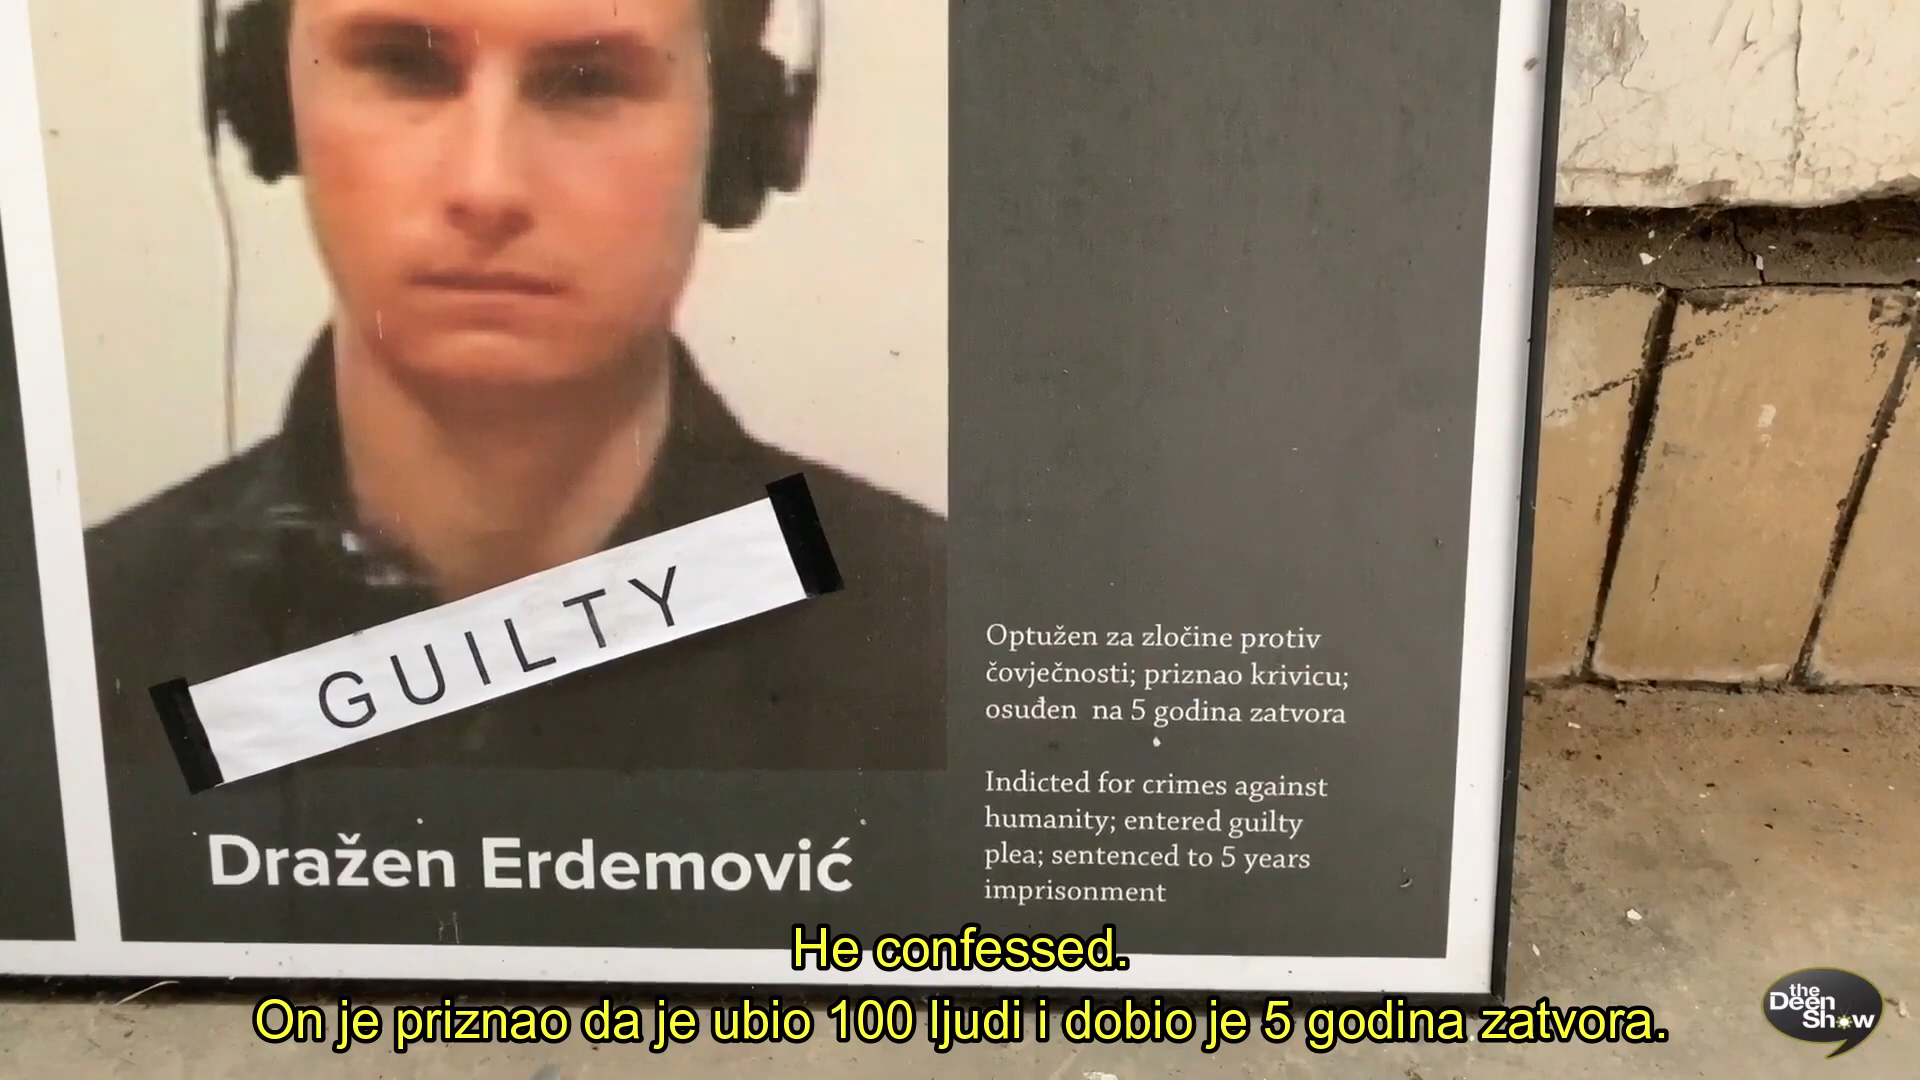 GUILTY
Dražen Erdemović
Optužen za zločine protiv
čovječnosti; priznao krivicu;
osuđen na 5 godina zatvora
Indicted for crimes against
humanity; entered guilty
plea; sentenced to 5 years
imprisonment
He confessed.
On je priznao da je ubio 100 ljudi i dobio je 5 godina zatvora.
the
Deen
Show